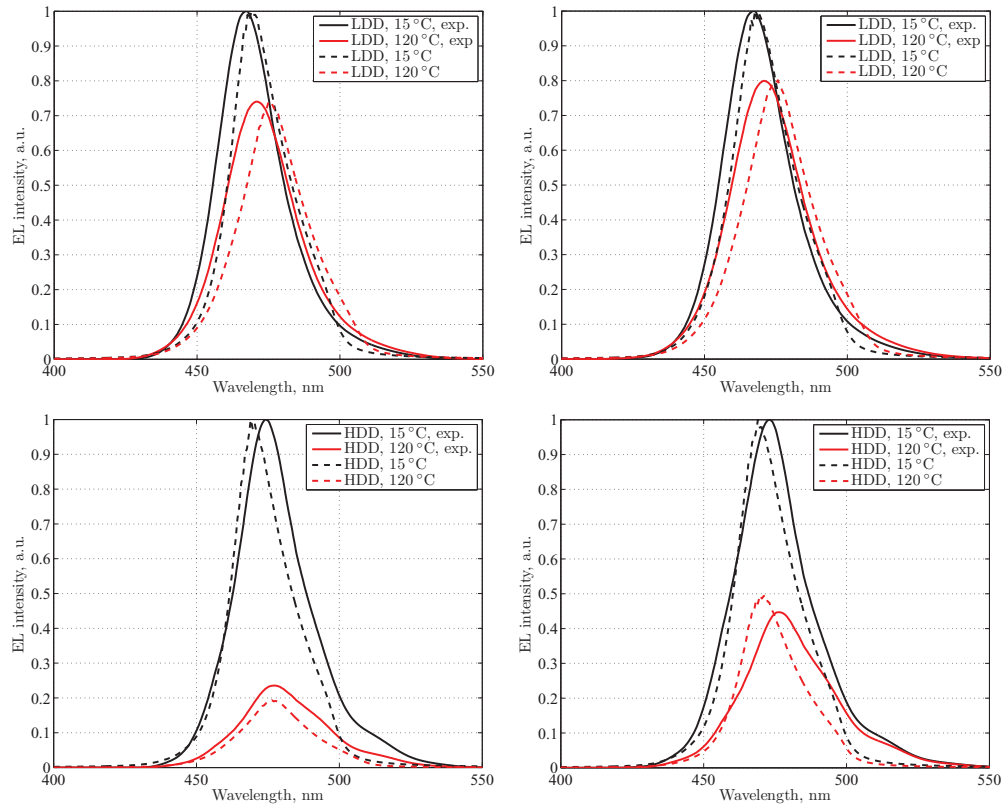 1
0.9
0.8
0.7
0.6
0.5
0.4
0.3
0.2
0.1
0
EL intensity, a.u.
400
450
500
550
Wavelength, nm
LDD, 15 °C, exp.
LDD, 120 °C, exp
LDD, 15 °C
LDD, 120 °C
1
0.9
0.8
0.7
0.6
0.5
0.4
0.3
0.2
0.1
0
EL intensity, a.u.
400
450
500
550
Wavelength, nm
LDD, 15 °C, exp.
LDD, 120 °C, exp
LDD, 15 °C
LDD, 120 °C
1
0.9
0.8
0.7
0.6
0.5
0.4
0.3
0.2
0.1
0
EL intensity, a.u.
400
450
500
550
Wavelength, nm
HDD, 15 °C, exp.
HDD, 120 °C, exp.
HDD, 15 °C
HDD, 120 °C
1
0.9
0.8
0.7
0.6
0.5
0.4
0.3
0.2
0.1
0
EL intensity, a.u.
400
450
500
550
Wavelength, nm
HDD, 15 °C, exp.
HDD, 120 °C, exp.
HDD, 15 °C
HDD, 120 °C